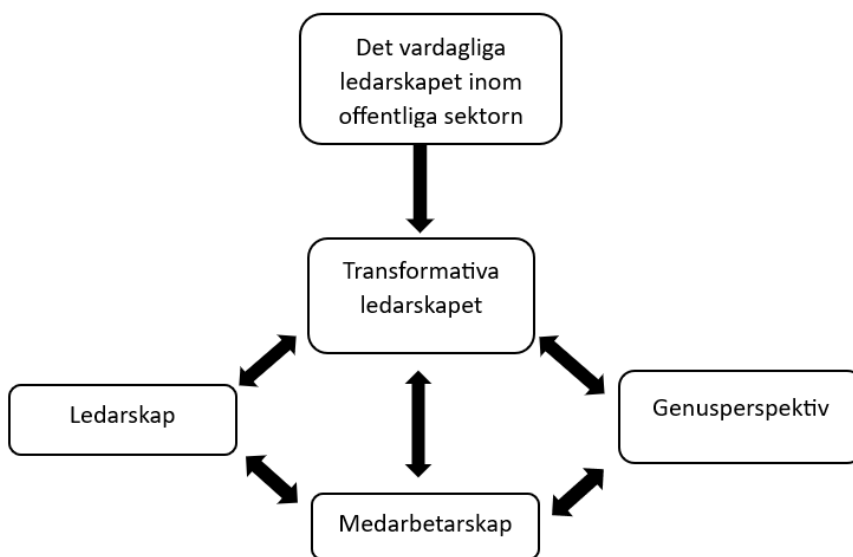 Det vardagliga
ledarskapet inom
offentliga sektorn
Transformativa
ledarskapet
Ledarskap
Genusperspektiv
Medarbetarskap